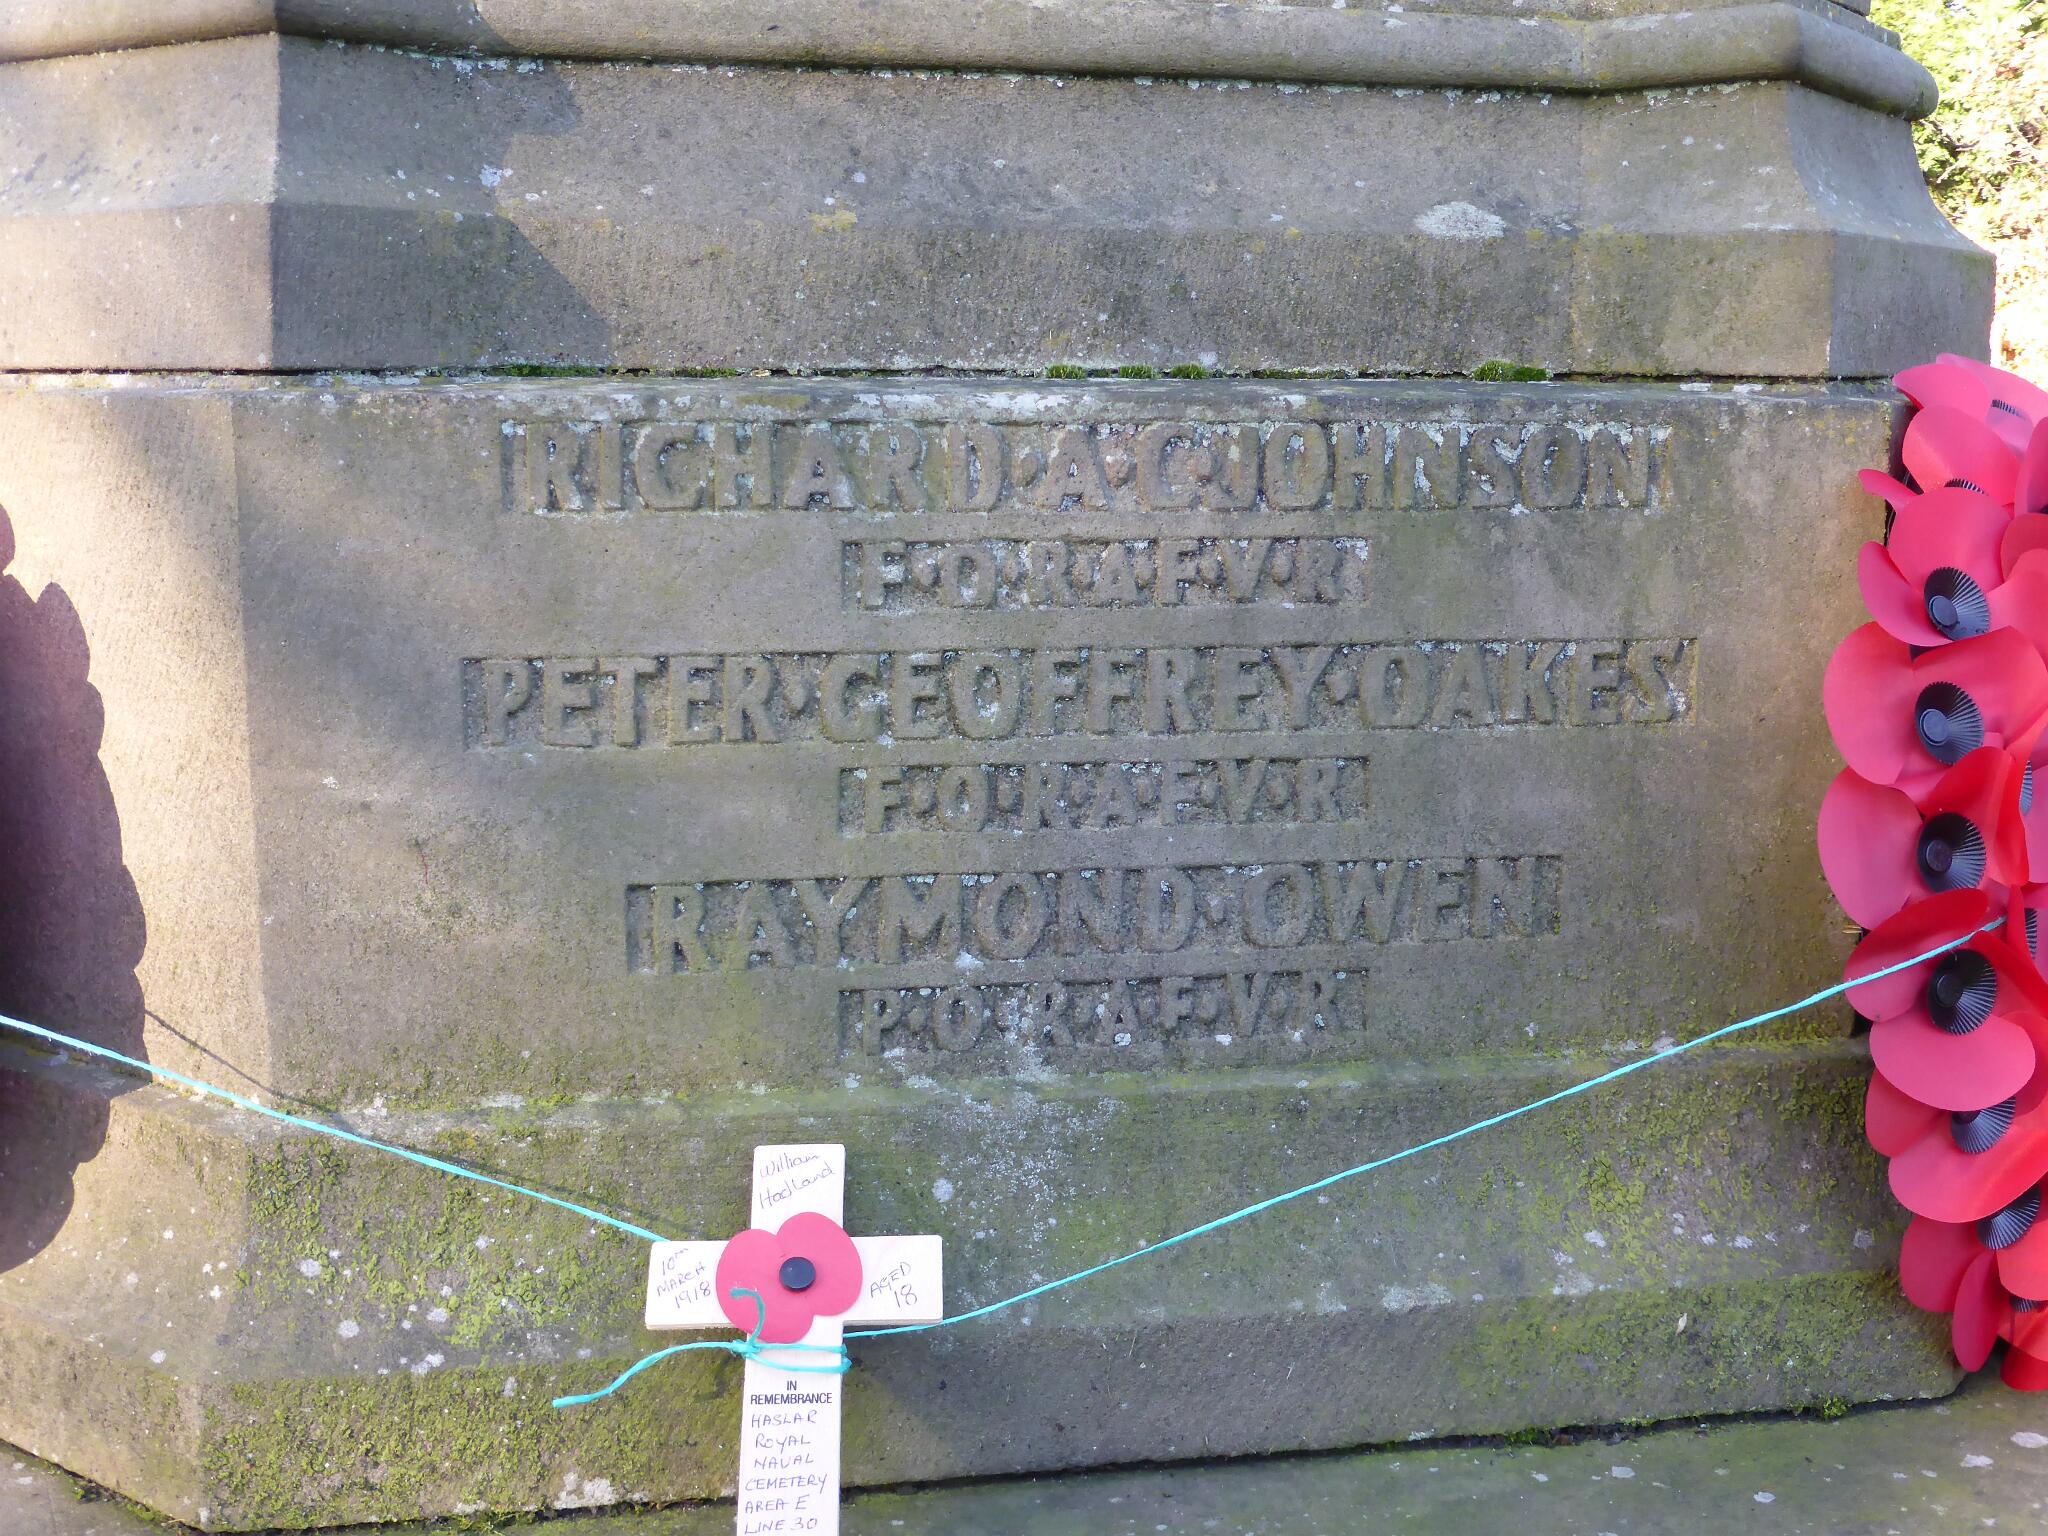 RICHARD·A·C·JOHNSON
F·O·R·A·F·V·R
PETER·GEOFFREY·OAKES
F·O·R·A·F·V·R
RAYMOND·OWEN
P·O·R·A·F·V·R
William
Hadland
10TH
MARCH
1918
AGED
18
IN
REMEMBRANCE
HASLAR
ROYAL
NAVAL
CEMETERY
AREA E
LINE 30